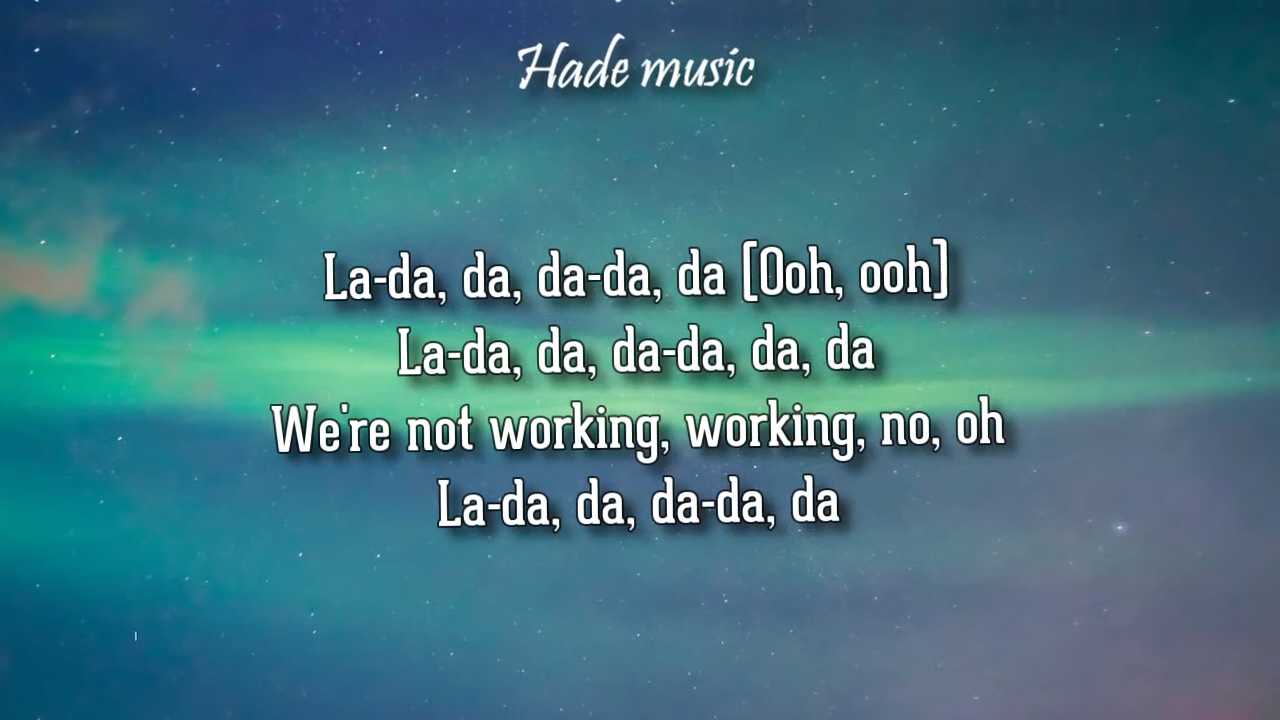 Hade music
La-da, da, da-da, da [Ooh, ooh]
La-da, da, da-da, da, da
We're not working, working, no, oh
La-da, da, da-da, da